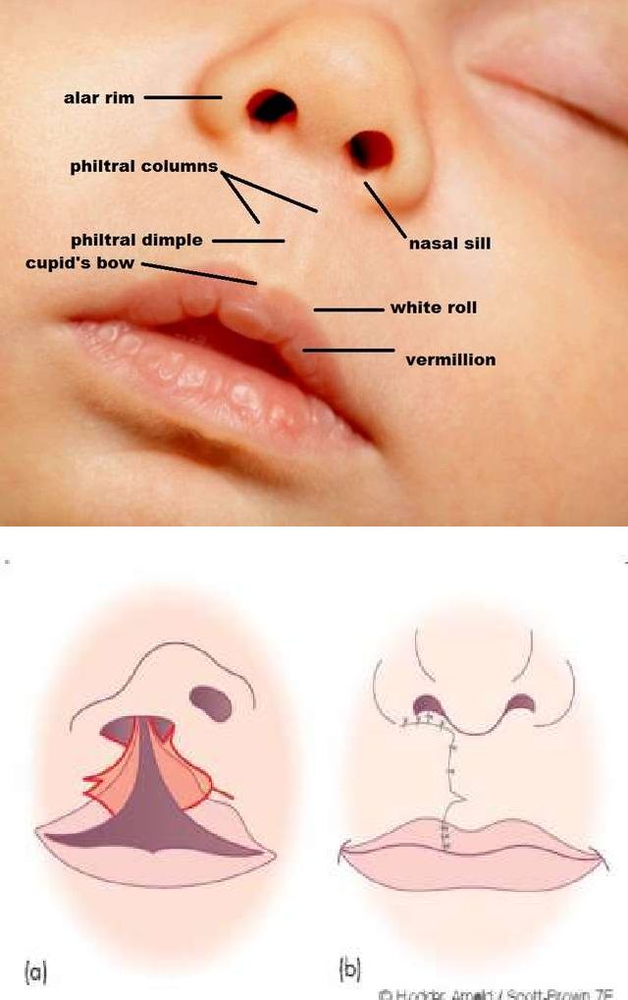 alar rim
philtral columns
philtral dimple
nasal sill
cupid's bow
white roll
vermillion
(a)
(b)
© Hodder Arnold / Scott-Brown 7E